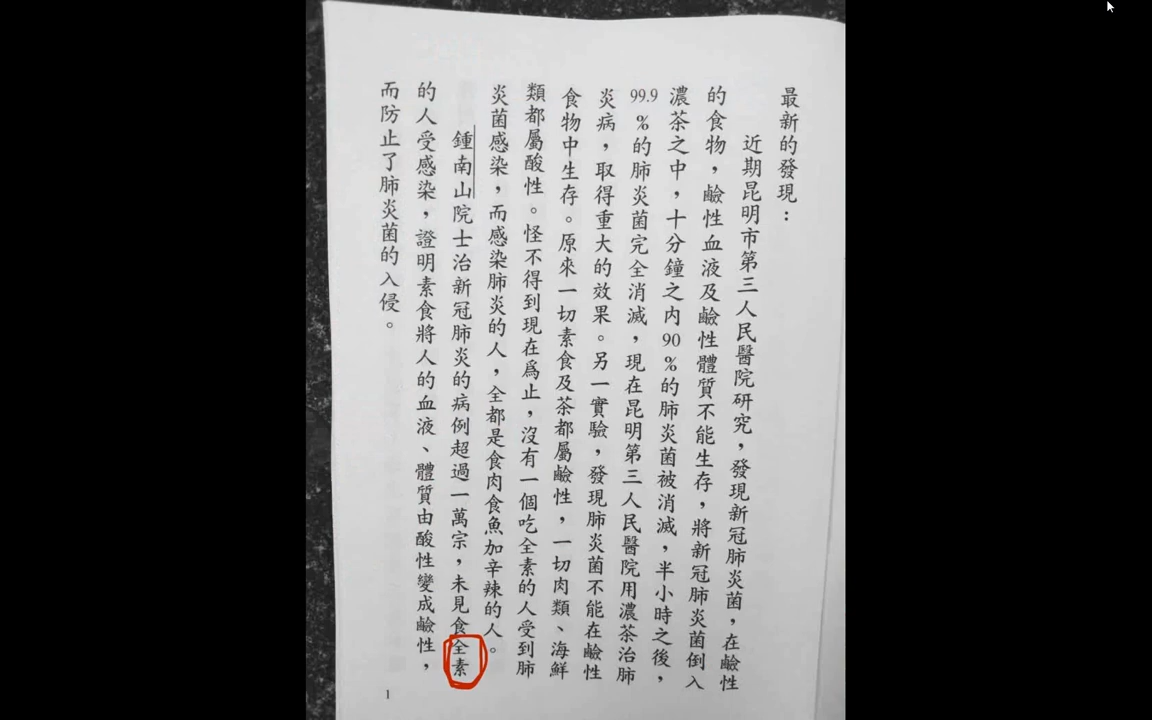 最新的發現：
近期昆明市第三人民醫院研究，發現新冠肺炎菌，在鹼性
的食物，鹼性血液及鹼性體質不能生存，將新冠肺炎菌倒入
濃茶之中，十分鐘之內90%的肺炎菌被消滅，半小時之後，
99.9%的肺炎菌完全消滅，現在昆明第三人民醫院用濃茶治肺
炎病，取得重大的效果。另一實驗，發現肺炎菌不能在鹼性
食物中生存。原來一切素食及茶都屬鹼性，一切肉類、海鮮
類都屬酸性。怪不得到現在爲止，沒有一個吃全素的人受到肺
炎菌感染，而感染肺炎的人，全都是食肉食魚加辛辣的人。
鍾南山院士治新冠肺炎的病例超過一萬宗，未見食全素
的人受感染，證明素食將人的血液、體質由酸性變成鹼性，
而防止了肺炎菌的入侵。
1